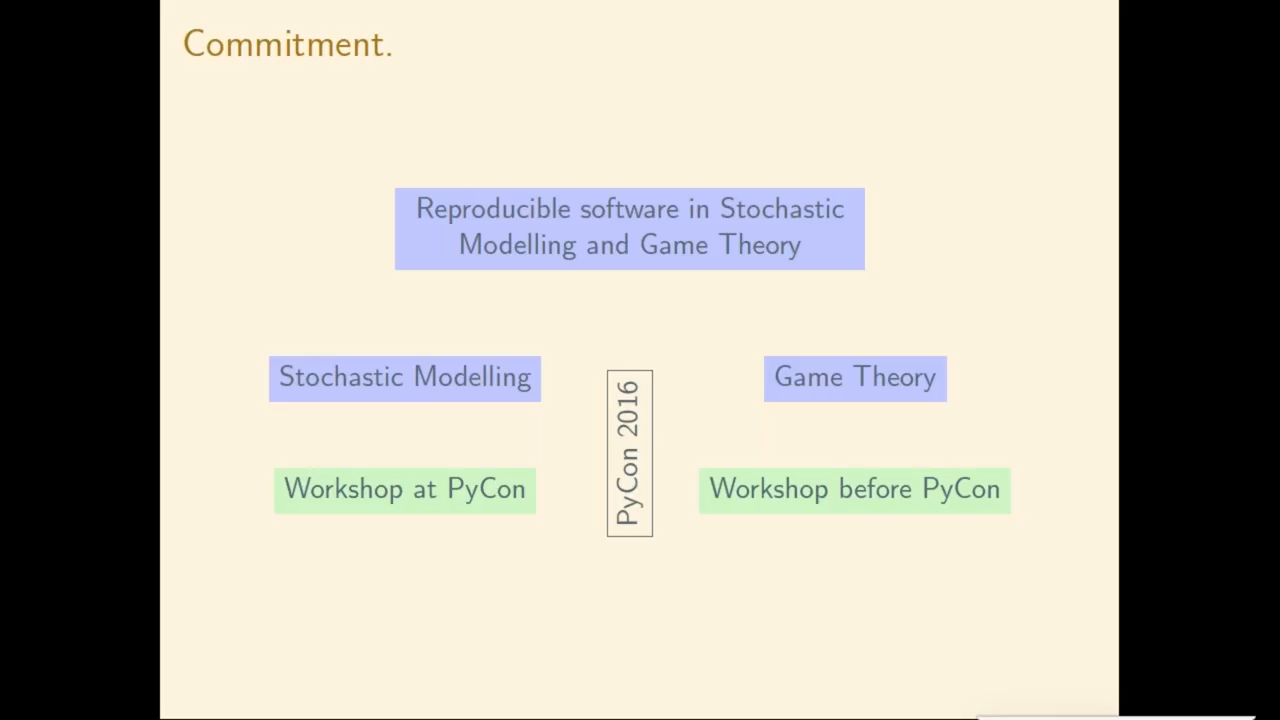 Commitment.
Reproducible software in Stochastic
Modelling and Game Theory
Stochastic Modelling
Game Theory
PyCon 2016
Workshop at PyCon
Workshop before PyCon